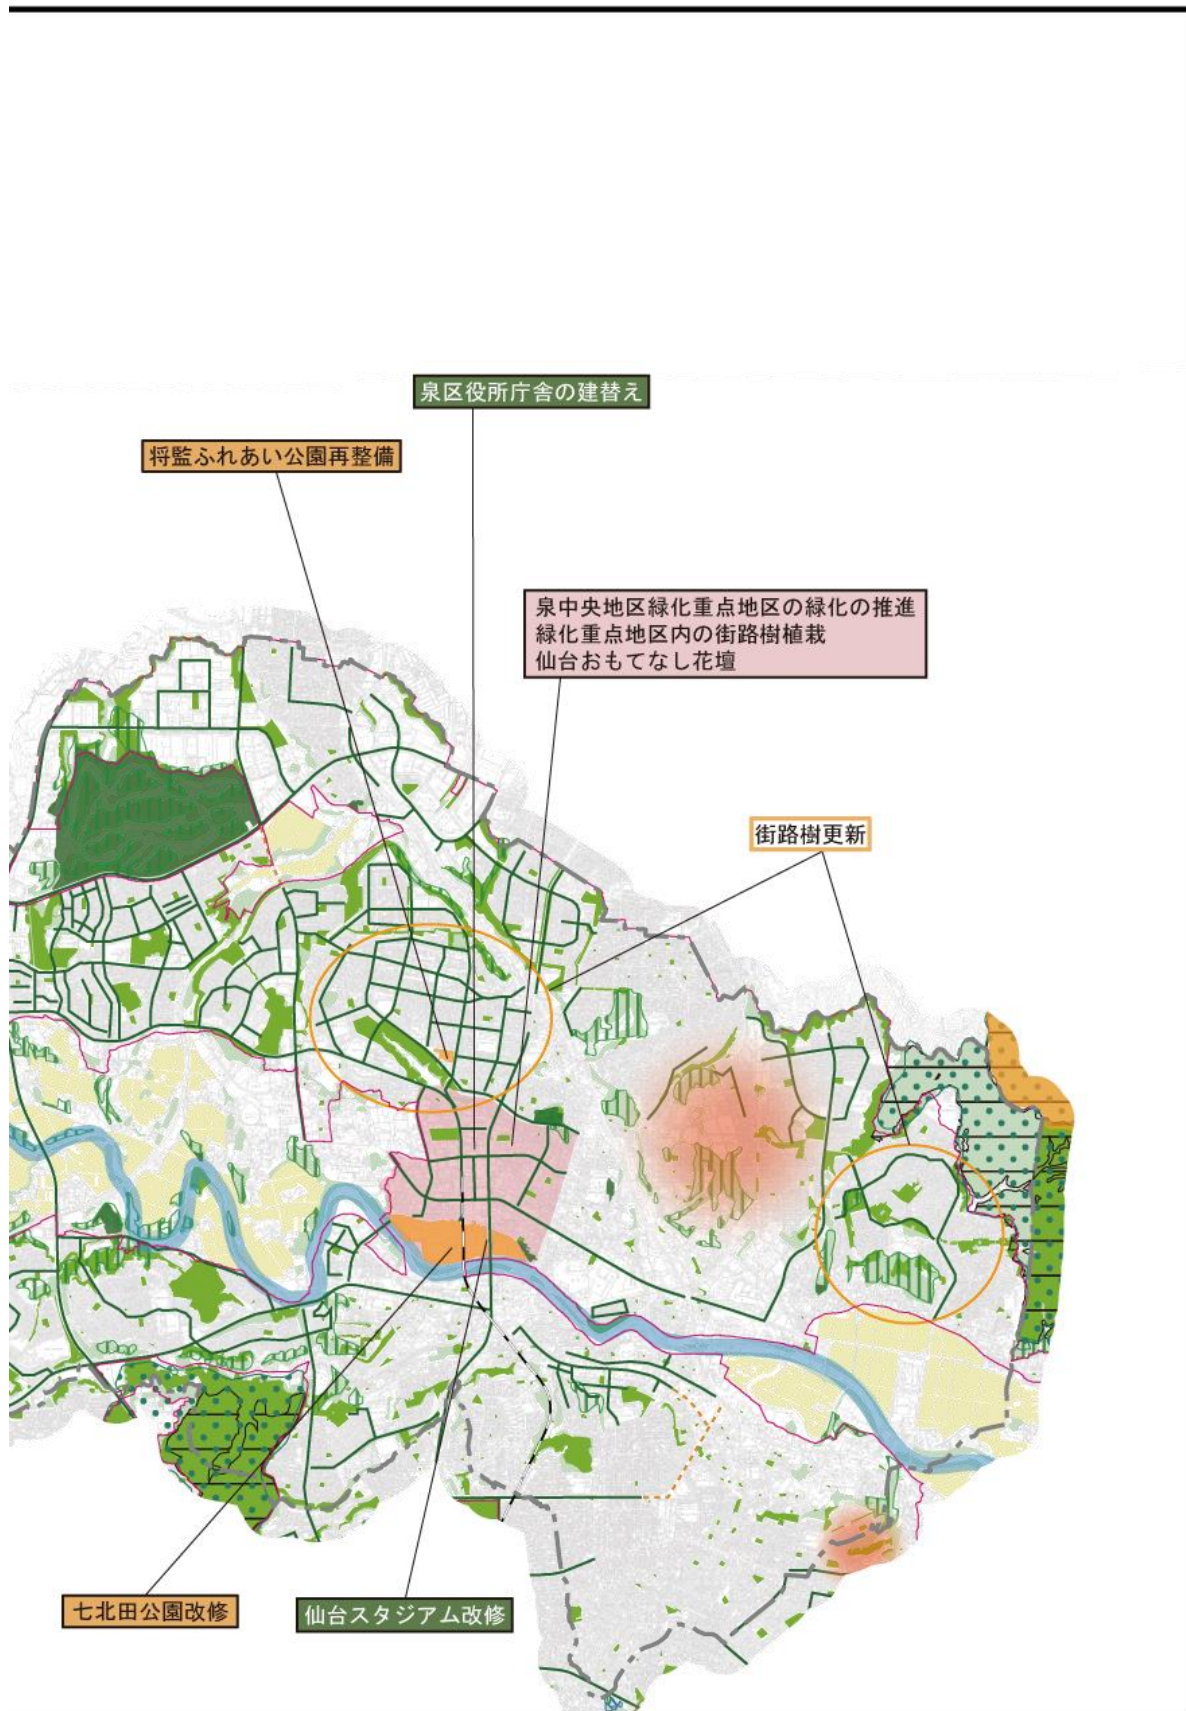 泉区役所庁舎の建替え
将監ふれあい公園再整備
泉中央地区緑化重点地区の緑化の推進
緑化重点地区内の街路樹植栽
仙台おもてなし花壇
街路樹更新
七北田公園改修
仙台スタジアム改修